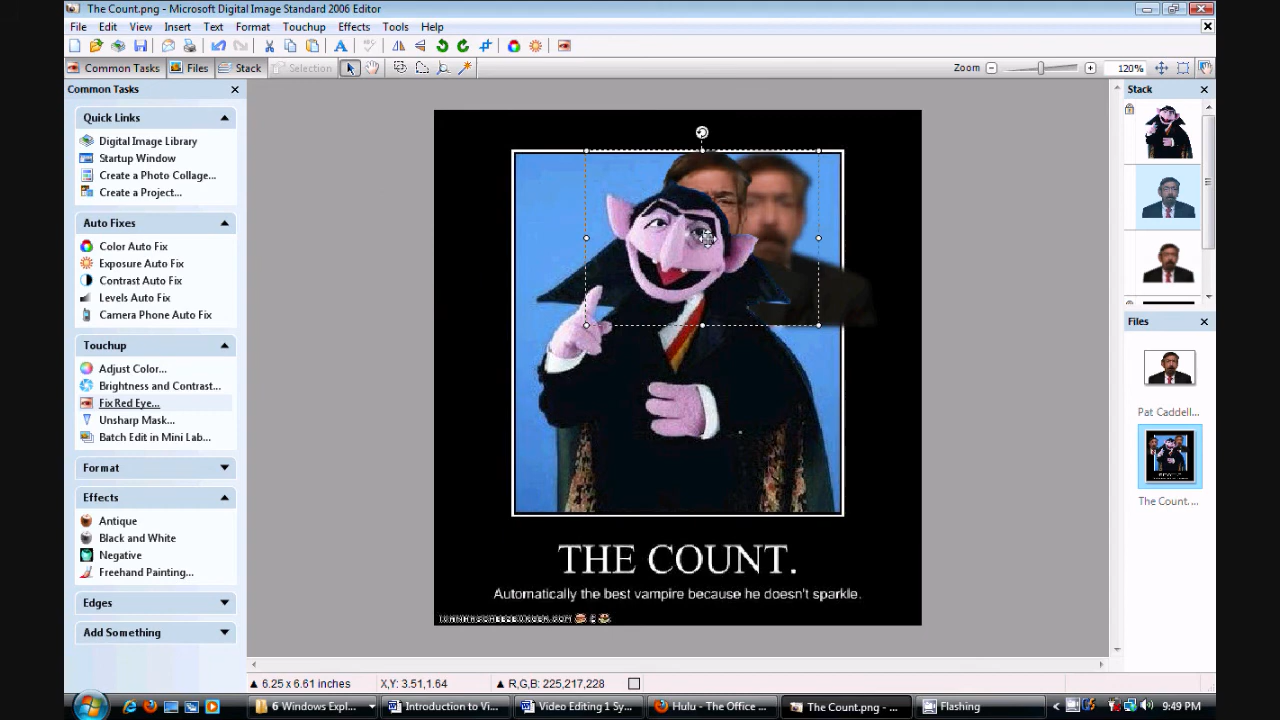 The Count.png - Microsoft Digital Image Standard 2006 Editor
File Edit View Insert Text Format Touchup Effects Tools Help
Common Tasks Files Stack Selection Zoom 120%
Common Tasks
Quick Links
Digital Image Library
Startup Window
Create a Photo Collage...
Create a Project...
Auto Fixes
Color Auto Fix
Exposure Auto Fix
Contrast Auto Fix
Levels Auto Fix
Camera Phone Auto Fix
Touchup
Adjust Color...
Brightness and Contrast...
Fix Red Eye...
Unsharp Mask...
Batch Edit in Mini Lab...
Format
Effects
Antique
Black and White
Negative
Freehand Painting...
Edges
Add Something
THE COUNT.
Automatically the best vampire because he doesn't sparkle.
Stack
Files
Pat Caddell...
The Count....
6.25 x 6.61 inches X,Y: 3.51,1.64 R,G,B: 225,217,228
6 Windows Expl... Introduction to Vi... Video Editing 1 Sy... Hulu - The Office ... The Count.png - ... Flashing 9:49 PM